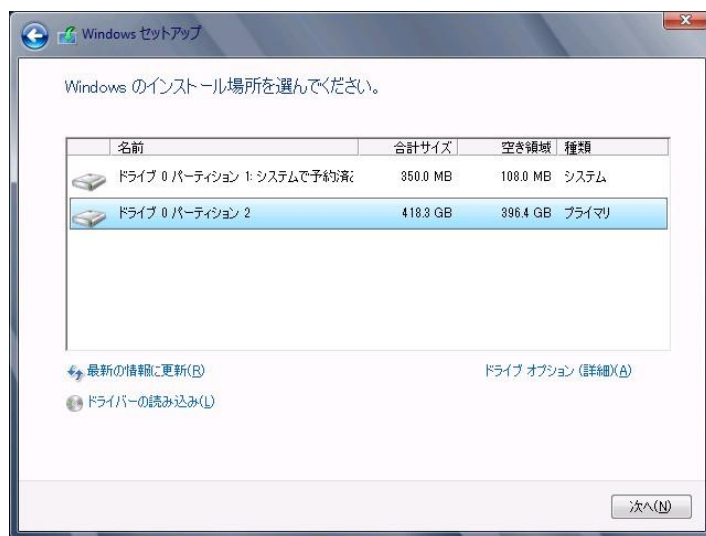 Windows セットアップ
Windows のインストール場所を選んでください。
名前 合計サイズ 空き領域 種類
ドライブ 0 パーティション 1: システムで予約済 350.0 MB 108.0 MB システム
ドライブ 0 パーティション 2 418.3 GB 396.4 GB プライマリ
最新の情報に更新(R)
ドライブ オプション (詳細)(A)
ドライバーの読み込み(L)
次へ(N)